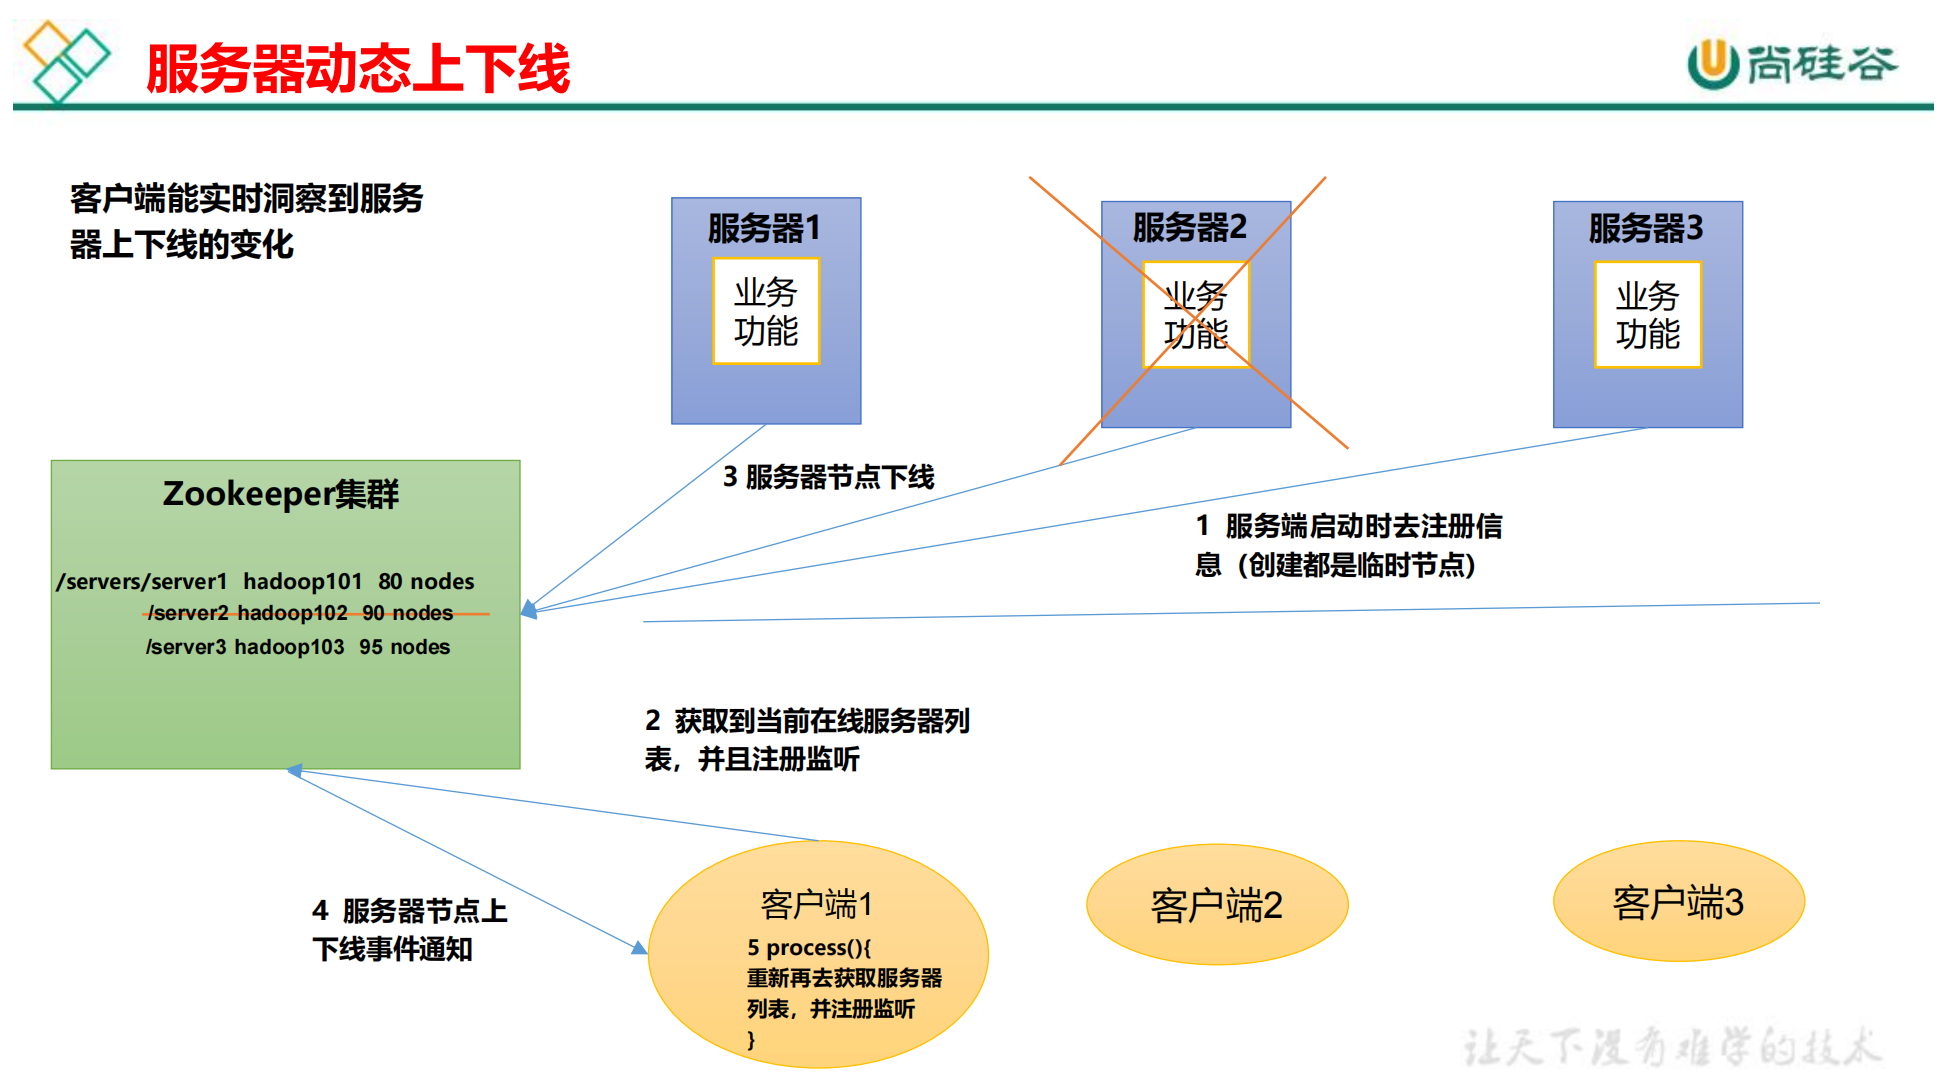 服务器动态上下线
尚硅谷
客户端能实时洞察到服务
器上下线的变化
服务器1
业务
功能
服务器2
业务
功能
服务器3
业务
功能
3 服务器节点下线
1 服务端启动时去注册信
息（创建都是临时节点）
Zookeeper集群
/servers/server1 hadoop101 80 nodes
/server2 hadoop102 90 nodes
/server3 hadoop103 95 nodes
2 获取到当前在线服务器列
表，并且注册监听
4 服务器节点上
下线事件通知
客户端1
5 process(){
重新再去获取服务器
列表，并注册监听
}
客户端2
客户端3
让天下没有难学的技术